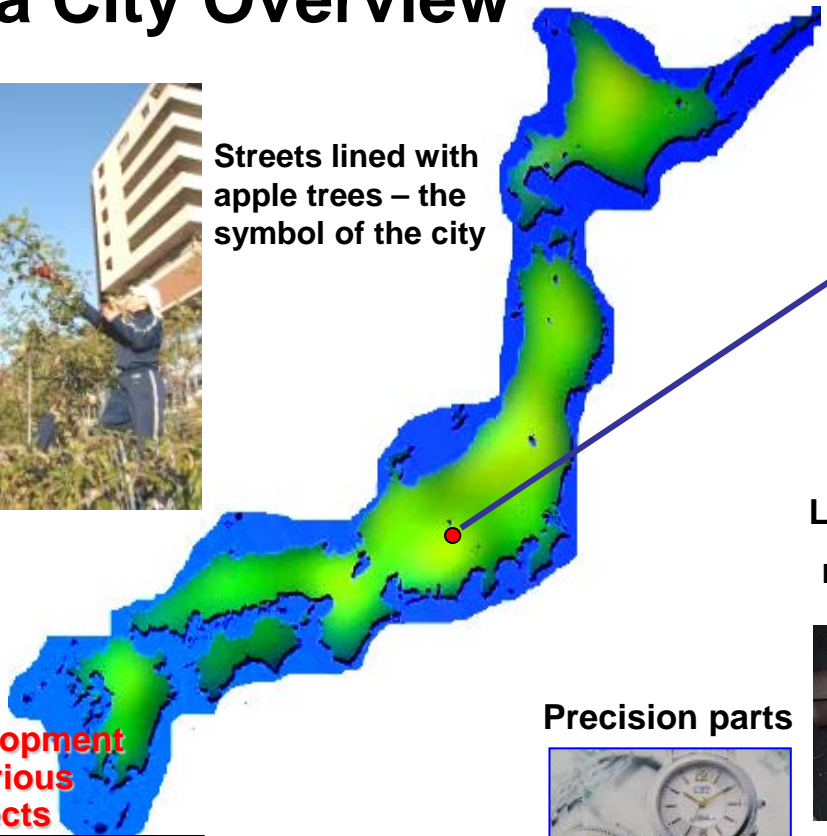 a City Overview
Streets lined with
apple trees – the
symbol of the city
L
Precision parts
opment
rious
cts